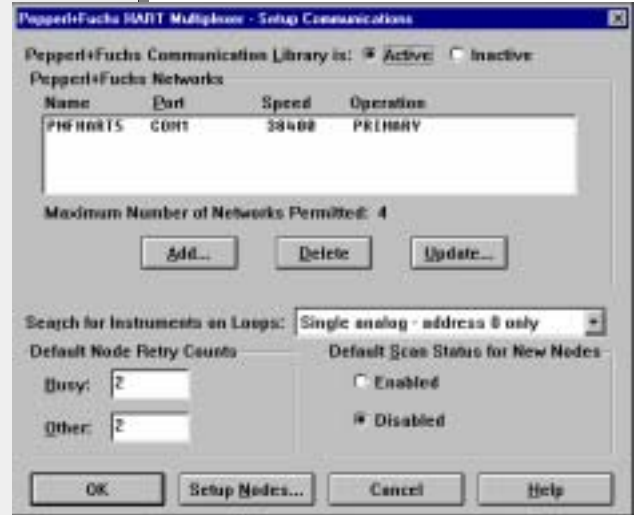 Pepperl+Fuchs HART Multiplexer - Setup Communications
Pepperl+Fuchs Communication Library is: Active Inactive
Pepperl+Fuchs Networks
Name Port Speed Operation
COM1 38400 PRIMARY
Maximum Number of Networks Permitted: 4
Add... Delete Update...
Search for Instruments on Loops: Single analog - address 0 only
Default Node Retry Counts Default Scan Status for New Nodes
Busy: 2 Enabled
Other: 2 Disabled
OK Setup Nodes... Cancel Help